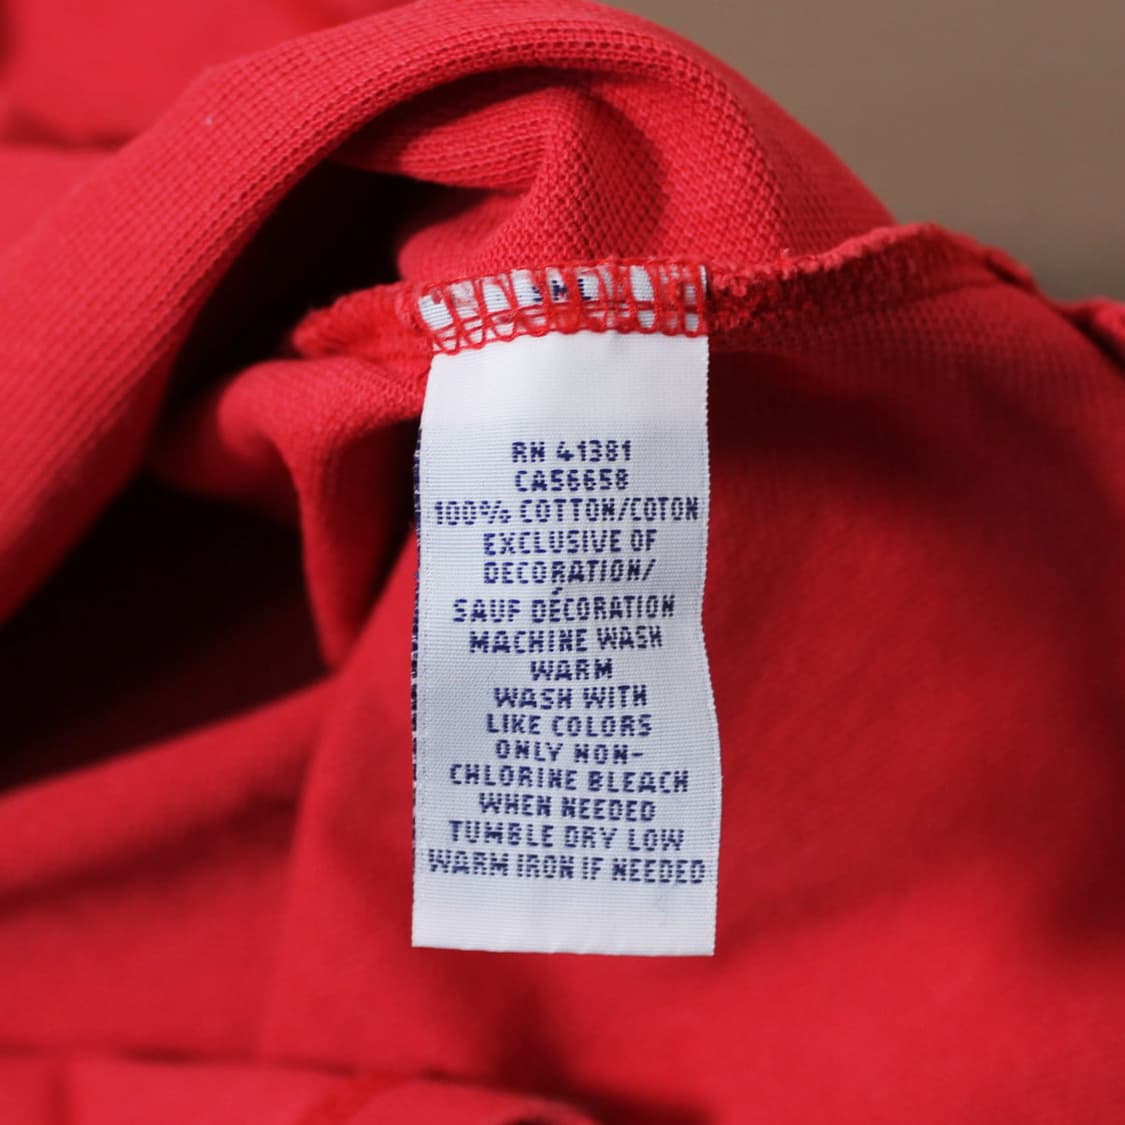 RN 41381
CA56658
100% COTTON/COTON
EXCLUSIVE OF
DECORATION/
SAUF DÉCORATION
MACHINE WASH
WARM
WASH WITH
LIKE COLORS
ONLY NON-
CHLORINE BLEACH
WHEN NEEDED
TUMBLE DRY LOW
WARM IRON IF NEEDED